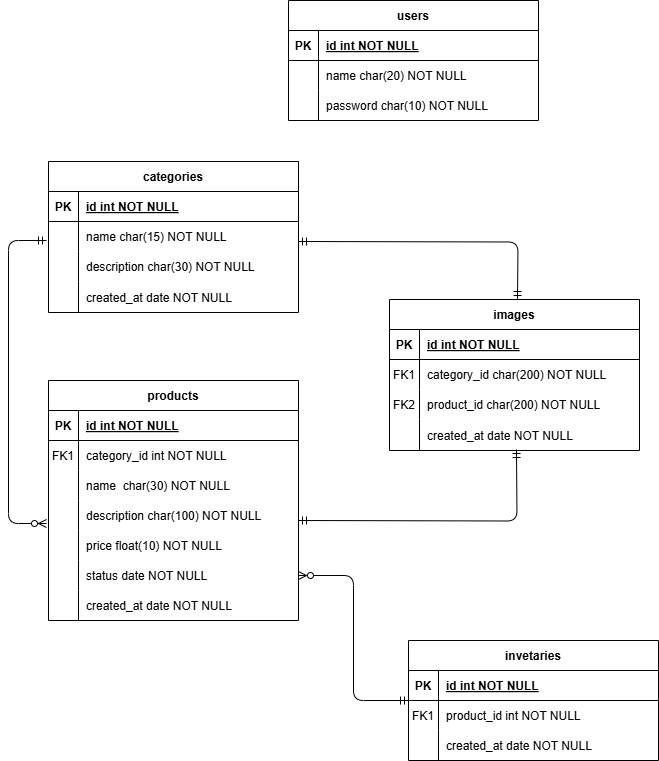 users
PK id int NOT NULL
name char(20) NOT NULL
password char(10) NOT NULL
categories
PK id int NOT NULL
name char(15) NOT NULL
description char(30) NOT NULL
created_at date NOT NULL
images
PK id int NOT NULL
FK1 category_id char(200) NOT NULL
FK2 product_id char(200) NOT NULL
created_at date NOT NULL
products
PK id int NOT NULL
FK1 category_id int NOT NULL
name  char(30) NOT NULL
description char(100) NOT NULL
price float(10) NOT NULL
status date NOT NULL
created_at date NOT NULL
invetaries
PK id int NOT NULL
FK1 product_id int NOT NULL
created_at date NOT NULL